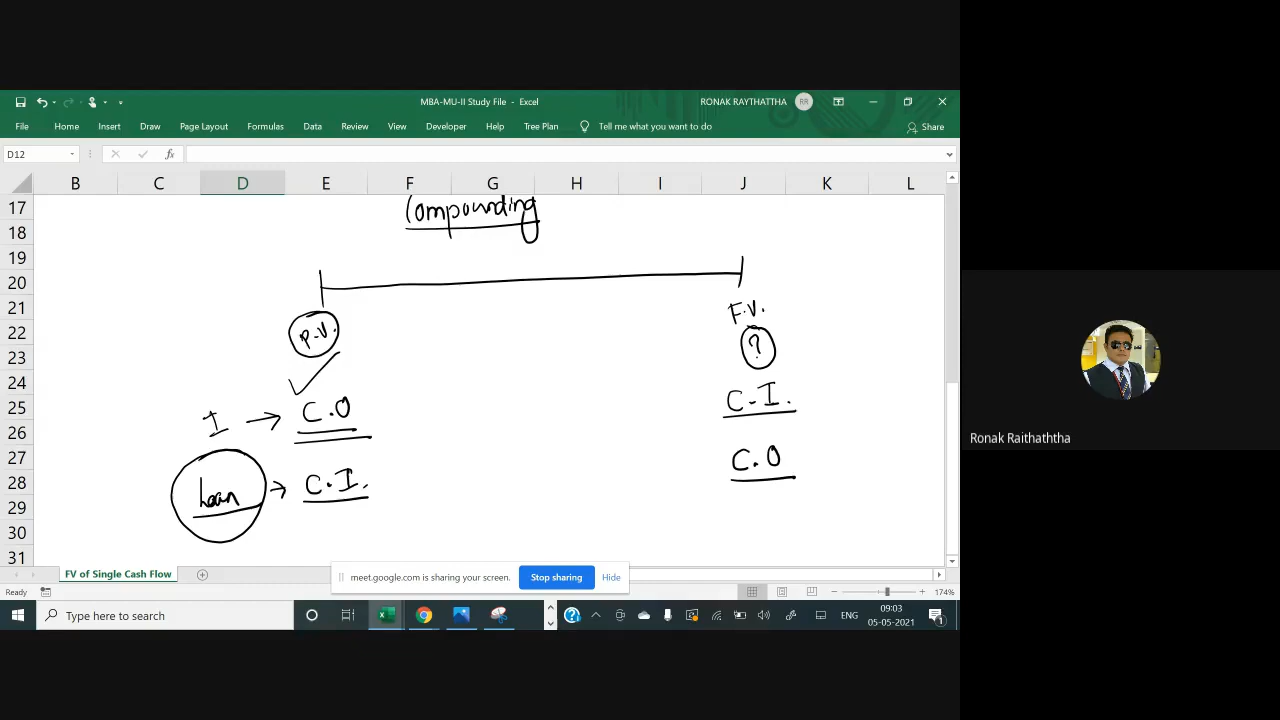 MBA-MU-II Study File - Excel
RONAK RAYTHATTHA RR
File Home Insert Draw Page Layout Formulas Data Review View Developer Help Tree Plan Tell me what you want to do Share
D12 fx
B C D E F G H I J K L
17
18
19
20
21
22
23
24
25
26
27
28
29
30
31
Compounding
P.V.
F.V.
?
I → C.O
C.I.
Loan → C.I.
C.O
Ronak Raithaththa
FV of Single Cash Flow
meet.google.com is sharing your screen. Stop sharing Hide
Ready 174%
Type here to search
ENG
09:03
05-05-2021
1